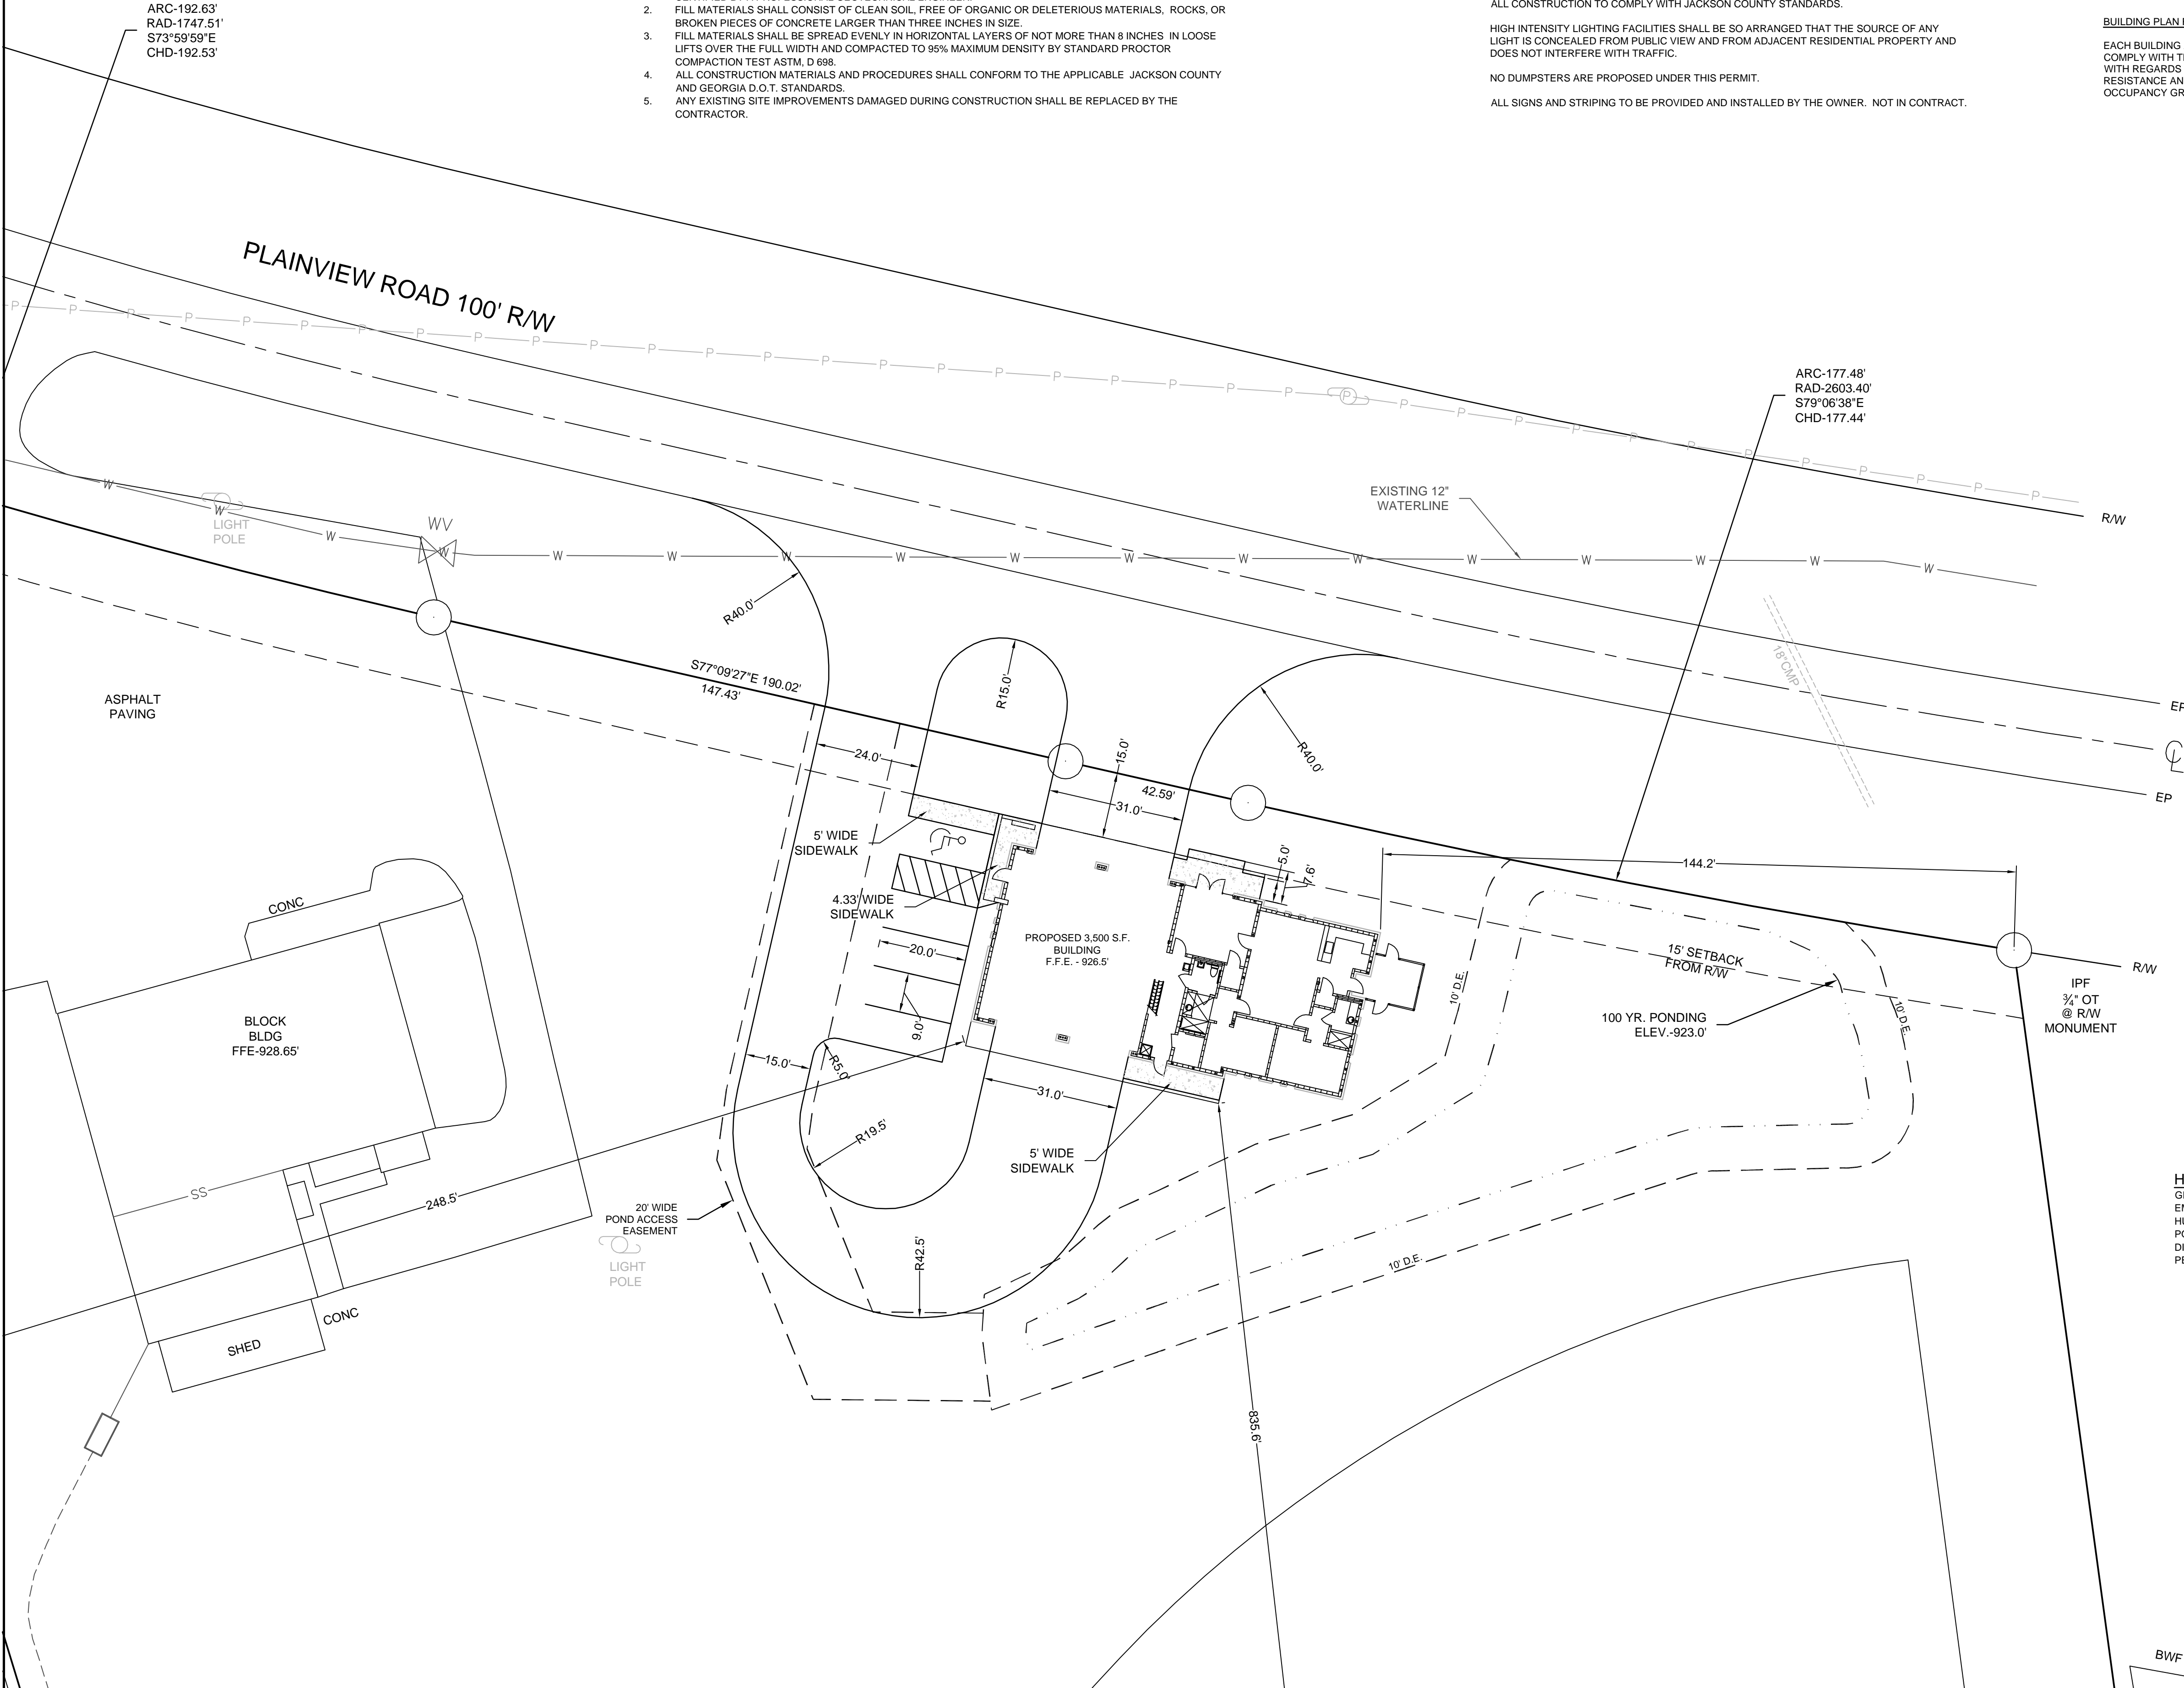 ARC-192.63'
RAD-1747.51'
S73°59'59"E
CHD-192.53'
2. FILL MATERIALS SHALL CONSIST OF CLEAN SOIL, FREE OF ORGANIC OR DELETERIOUS MATERIALS, ROCKS, OR
BROKEN PIECES OF CONCRETE LARGER THAN THREE INCHES IN SIZE.
3. FILL MATERIALS SHALL BE SPREAD EVENLY IN HORIZONTAL LAYERS OF NOT MORE THAN 8 INCHES IN LOOSE
LIFTS OVER THE FULL WIDTH AND COMPACTED TO 95% MAXIMUM DENSITY BY STANDARD PROCTOR
COMPACTION TEST ASTM, D 698.
4. ALL CONSTRUCTION MATERIALS AND PROCEDURES SHALL CONFORM TO THE APPLICABLE JACKSON COUNTY
AND GEORGIA D.O.T. STANDARDS.
5. ANY EXISTING SITE IMPROVEMENTS DAMAGED DURING CONSTRUCTION SHALL BE REPLACED BY THE
CONTRACTOR.
ALL CONSTRUCTION TO COMPLY WITH JACKSON COUNTY STANDARDS.
HIGH INTENSITY LIGHTING FACILITIES SHALL BE SO ARRANGED THAT THE SOURCE OF ANY
LIGHT IS CONCEALED FROM PUBLIC VIEW AND FROM ADJACENT RESIDENTIAL PROPERTY AND
DOES NOT INTERFERE WITH TRAFFIC.
NO DUMPSTERS ARE PROPOSED UNDER THIS PERMIT.
ALL SIGNS AND STRIPING TO BE PROVIDED AND INSTALLED BY THE OWNER. NOT IN CONTRACT.
BUILDING PLAN
EACH BUILDING
COMPLY WITH
WITH REGARDS
RESISTANCE
OCCUPANCY
PLAINVIEW ROAD 100' R/W
ARC-177.48'
RAD-2603.40'
S79°06'38"E
CHD-177.44'
EXISTING 12"
WATERLINE
R/W
LIGHT
POLE
WV
R40.0'
S77°09'27"E 190.02'
147.43'
R15.0'
18"CMP
ASPHALT
PAVING
24.0'
15.0'
R40.0'
42.59'
31.0'
EP
EP
5' WIDE
SIDEWALK
5.0'
7.6'
144.2'
4.33' WIDE
SIDEWALK
CONC
PROPOSED 3,500 S.F.
BUILDING
F.F.E. - 926.5'
20.0'
9.0'
15' SETBACK
FROM R/W
R/W
IPF
¾" OT
@ R/W
MONUMENT
10' D.E.
10' D.E.
100 YR. PONDING
ELEV.-923.0'
BLOCK
BLDG
FFE-928.65'
15.0'
R5.0'
31.0'
R19.5'
5' WIDE
SIDEWALK
SS
248.5'
20' WIDE
POND ACCESS
EASEMENT
LIGHT
POLE
R42.5'
10' D.E.
CONC
SHED
835.6'
BWF